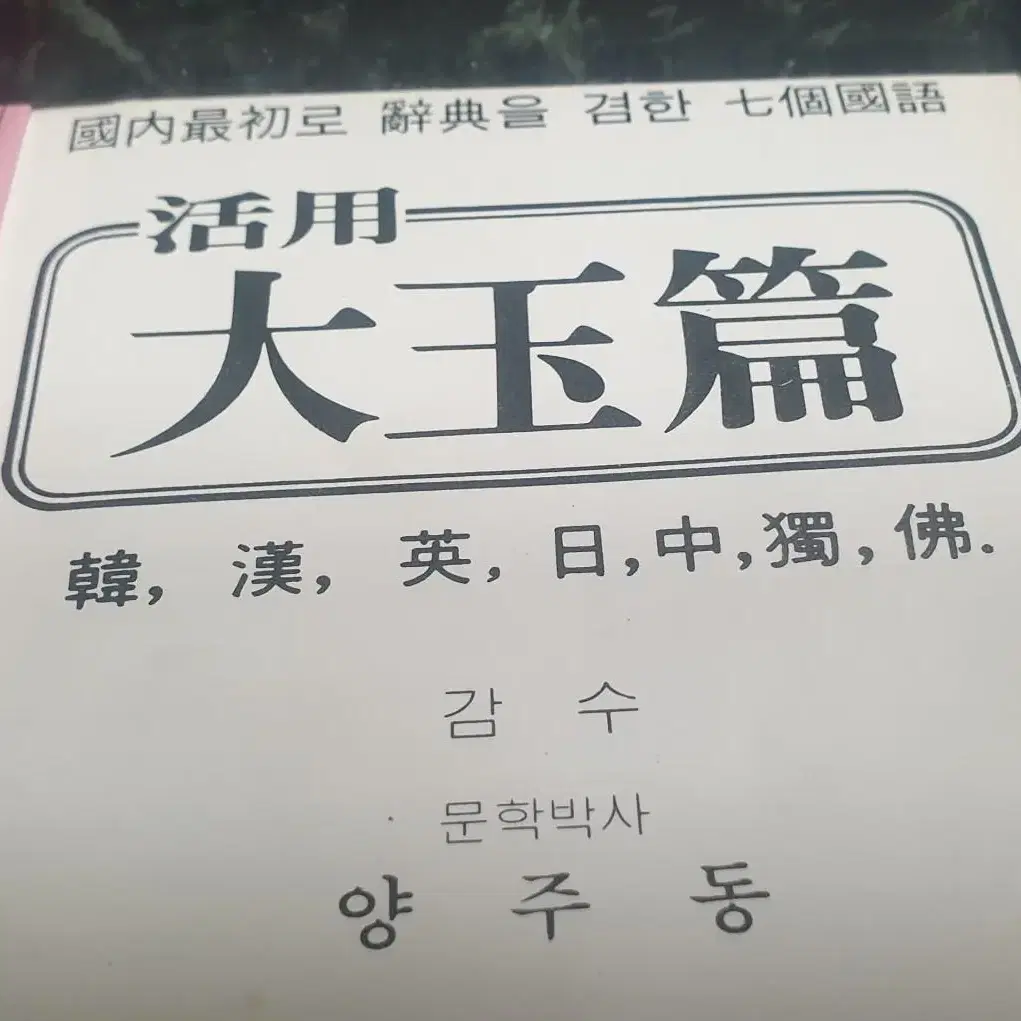 國內最初로 辭典을 겸한 七個國語
活用
大玉篇
韓, 漢, 英, 日, 中, 獨, 佛.
감 수
문학박사
양 주 동